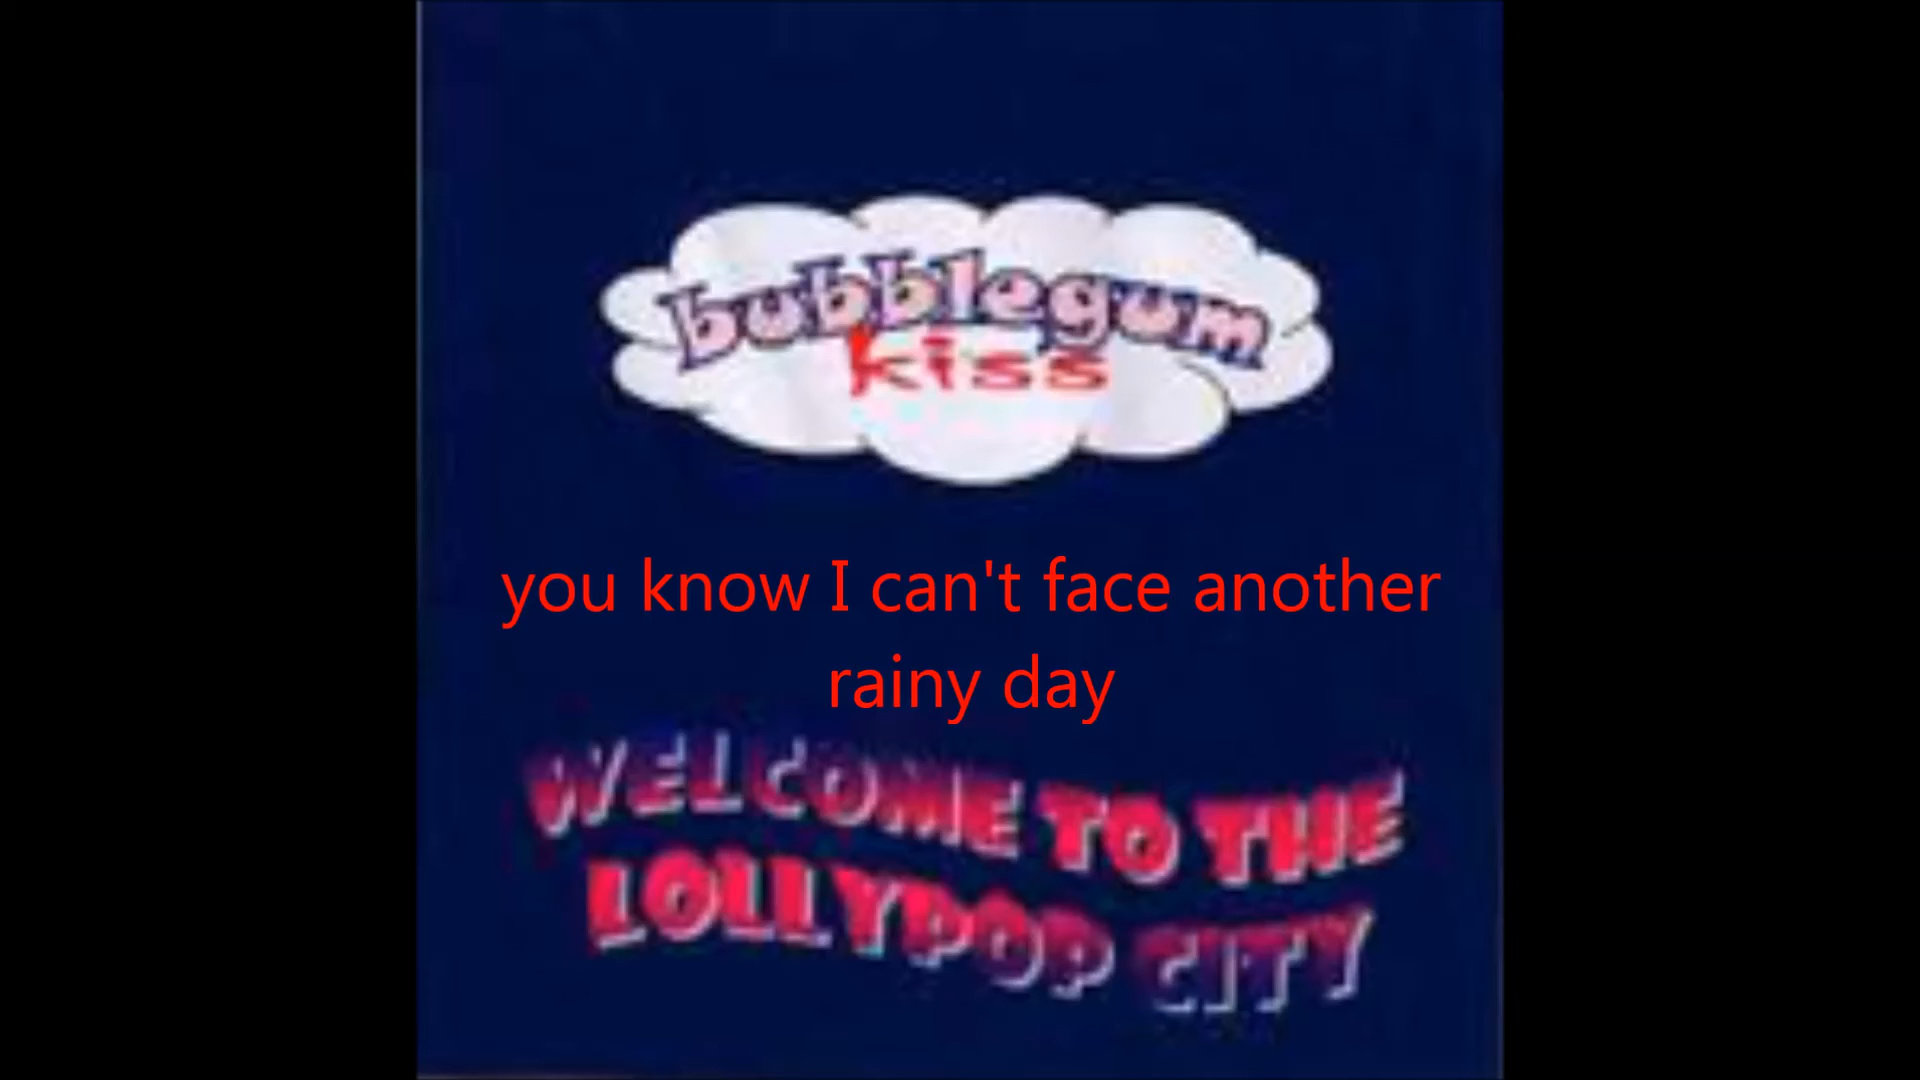 bubblegum
kiss
you know I can't face another
rainy day
WELCOME TO THE
LOLLYPOP CITY